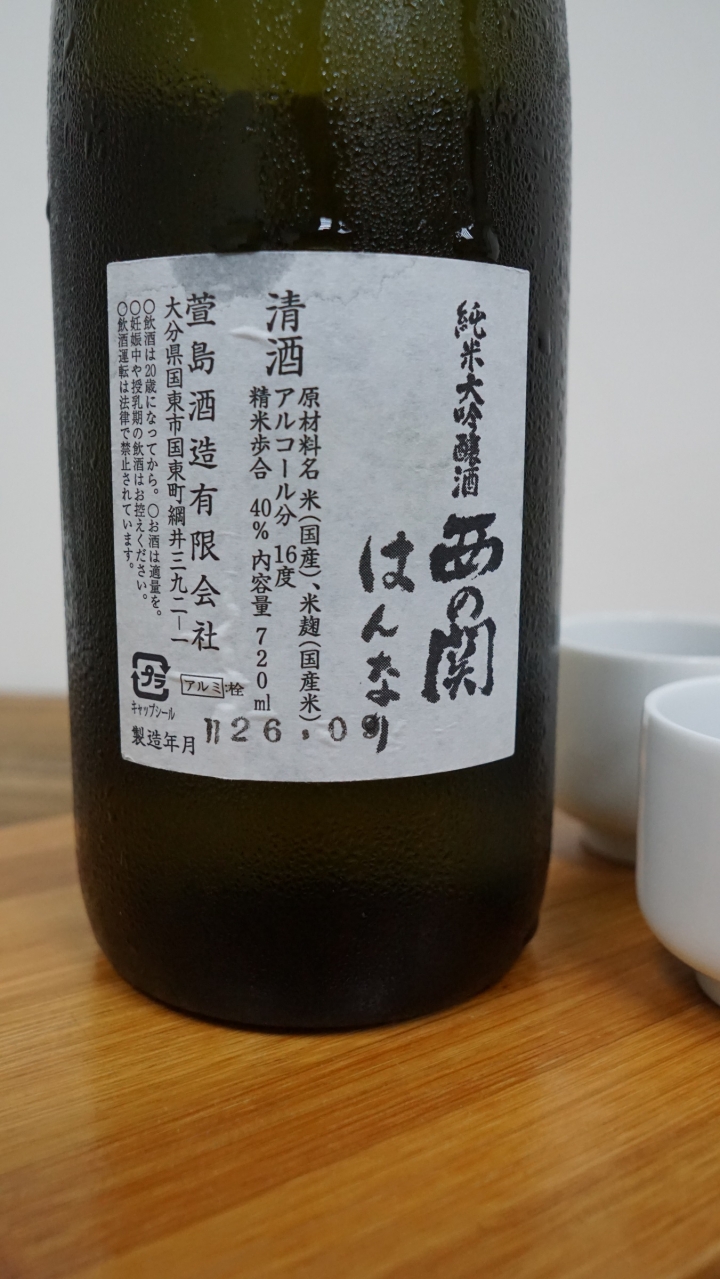 純米大吟醸酒
西の関
はんなり
清酒
原材料名 米(国産)、米麹(国産米)
アルコール分 16度
精米歩合 40% 内容量 720ml
萱島酒造有限会社
大分県国東市国東町綱井三九二ー一
○飲酒は20歳になってから。○お酒は適量を。
○妊娠中や授乳期の飲酒はお控えください。
○飲酒運転は法律で禁止されています。
プラ
キャップシール
アルミ・栓
製造年月
26.0